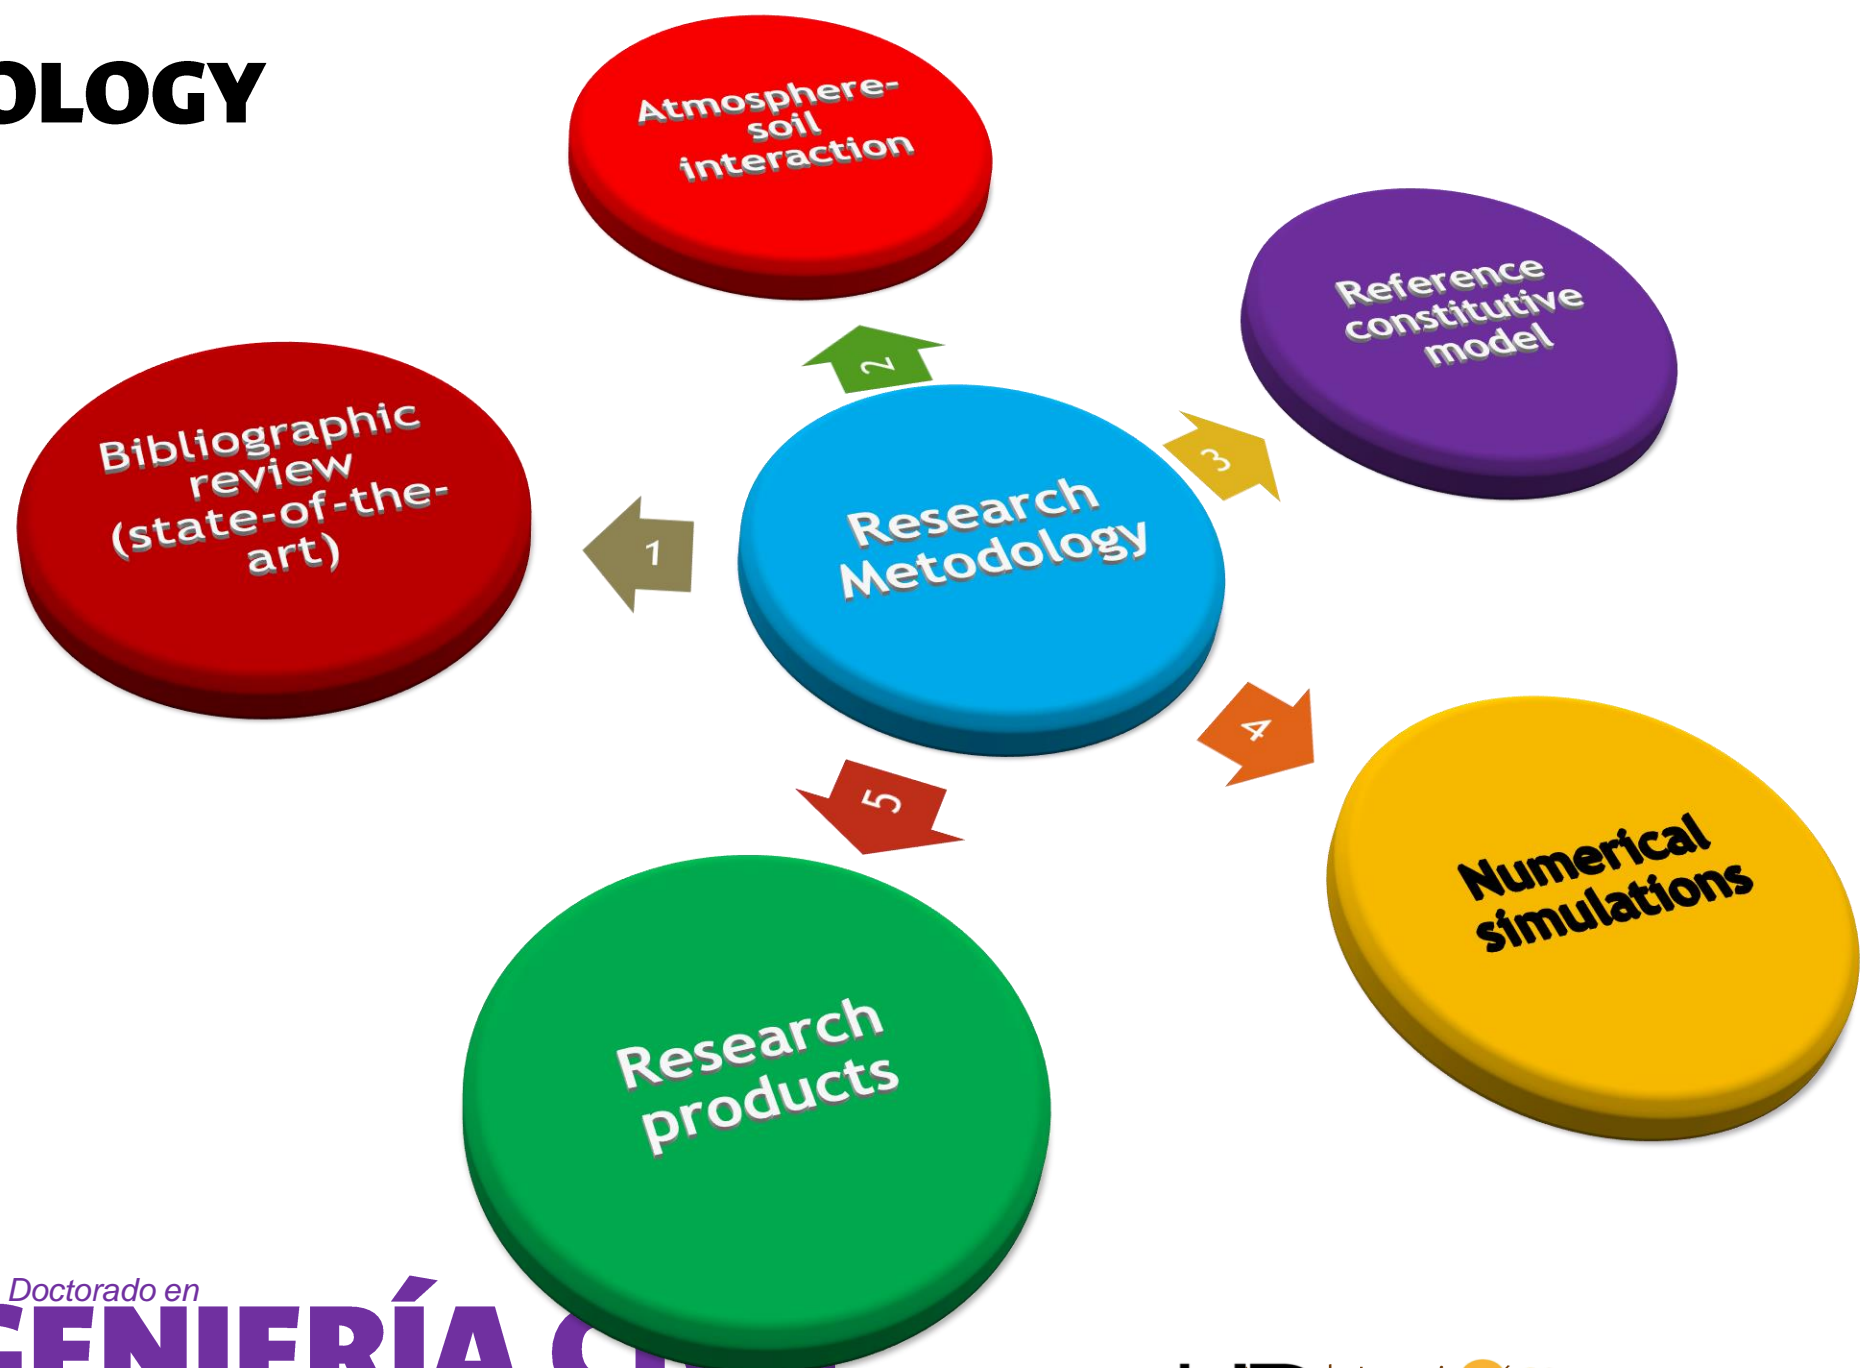 OLOGY
Atmosphere-
soil
interaction
Reference
constitutive
model
2
3
Bibliographic
review
(state-of-the-
art)
1
Research
Metodology
4
Numerical
simulations
5
Research
products
Doctorado en
GENIERÍA